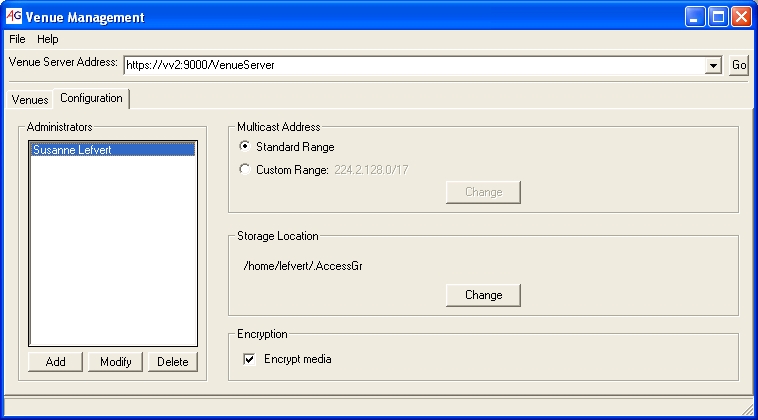 AG Venue Management
File Help
Venue Server Address: https://vv2:9000/VenueServer Go
Venues Configuration
Administrators
Susanne Lefvert
Add Modify Delete
Multicast Address
Standard Range
Custom Range: 224.2.128.0/17
Change
Storage Location
/home/lefvert/.AccessGr
Change
Encryption
Encrypt media